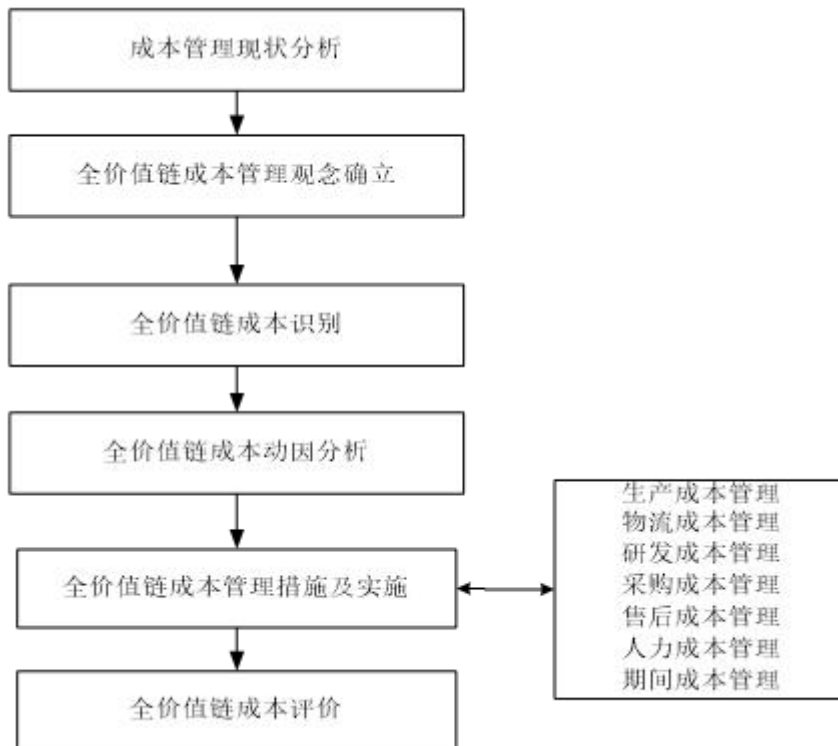 成本管理现状分析
全价值链成本管理观念确立
全价值链成本识别
全价值链成本动因分析
全价值链成本管理措施及实施
生产成本管理
物流成本管理
研发成本管理
采购成本管理
售后成本管理
人力成本管理
期间成本管理
全价值链成本评价